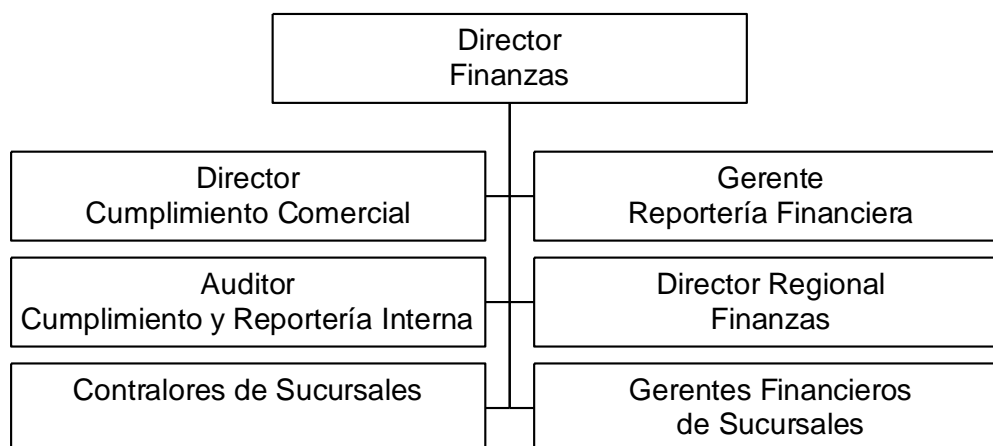 Director
Finanzas
Director
Cumplimiento Comercial
Gerente
Reportería Financiera
Auditor
Cumplimiento y Reportería Interna
Director Regional
Finanzas
Contralores de Sucursales
Gerentes Financieros
de Sucursales